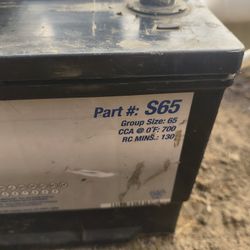 Part #: S65
Group Size: 65
CCA @ 0°F: 700
RC MINS.: 130